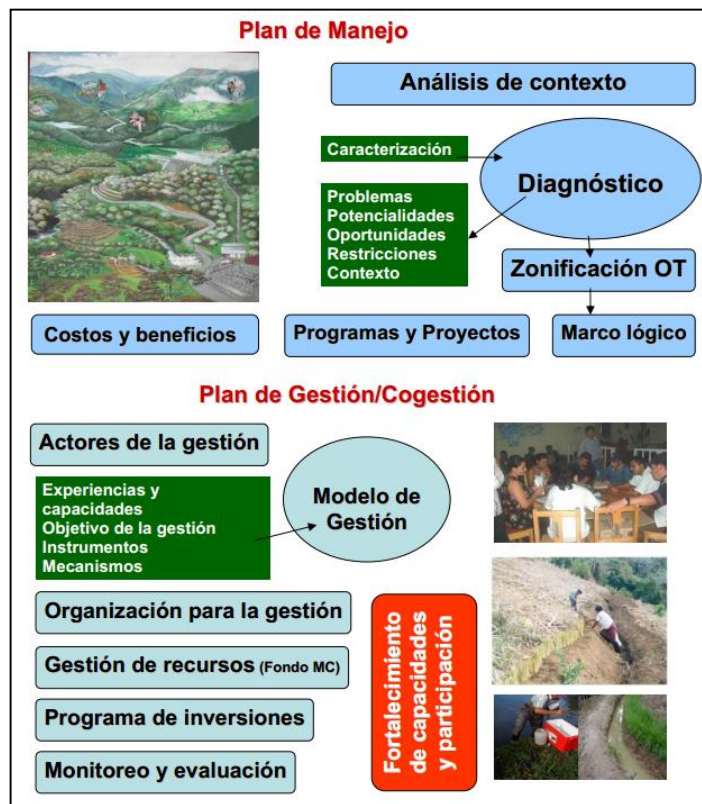 Plan de Manejo
Análisis de contexto
Caracterización
Diagnóstico
Problemas
Potencialidades
Oportunidades
Restricciones
Contexto
Zonificación OT
Costos y beneficios
Programas y Proyectos
Marco lógico
Plan de Gestión/Cogestión
Actores de la gestión
Experiencias y
capacidades
Objetivo de la gestión
Instrumentos
Mecanismos
Modelo de
Gestión
Organización para la gestión
Gestión de recursos (Fondo MC)
Programa de inversiones
Monitoreo y evaluación
Fortalecimiento
de capacidades
y participación